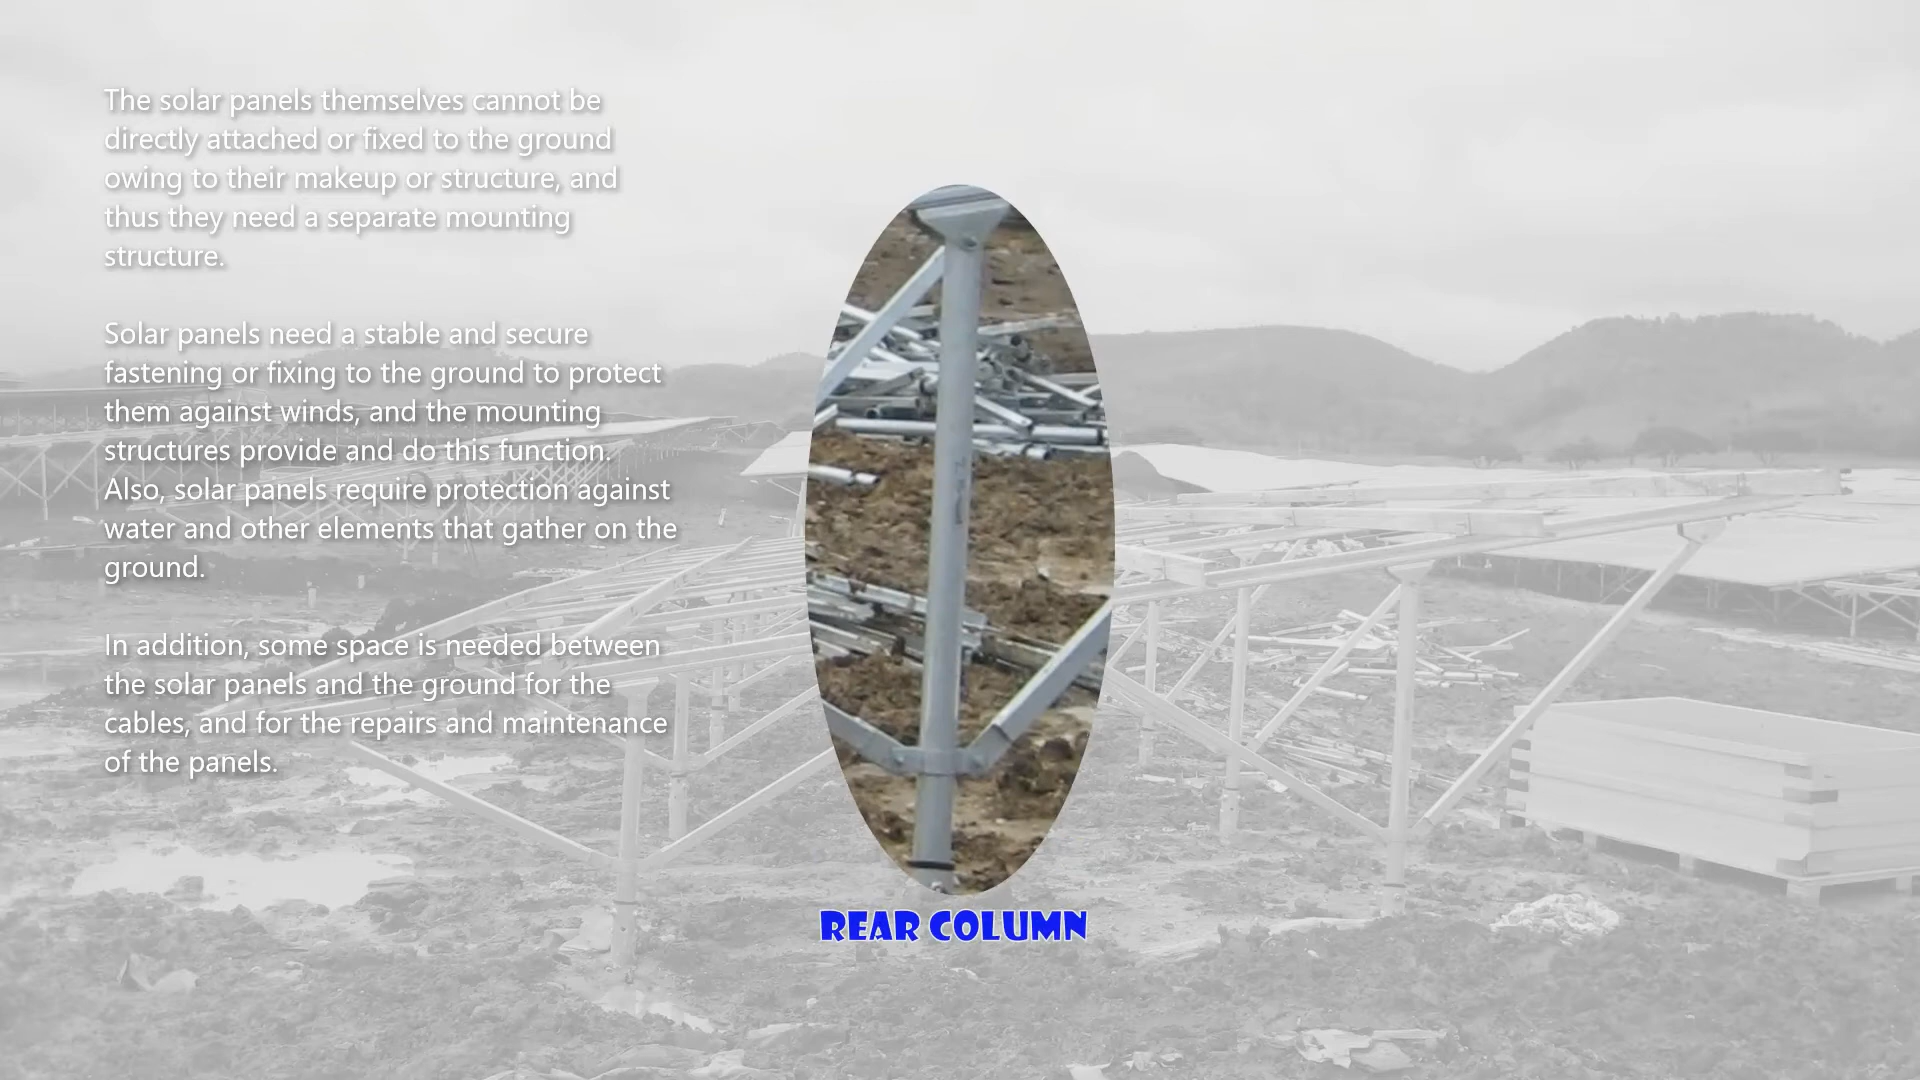 The solar panels themselves cannot be
directly attached or fixed to the ground
owing to their makeup or structure, and
thus they need a separate mounting
structure.
Solar panels need a stable and secure
fastening or fixing to the ground to protect
them against winds, and the mounting
structures provide and do this function.
Also, solar panels require protection against
water and other elements that gather on the
ground.
In addition, some space is needed between
the solar panels and the ground for the
cables, and for the repairs and maintenance
of the panels.
REAR COLUMN